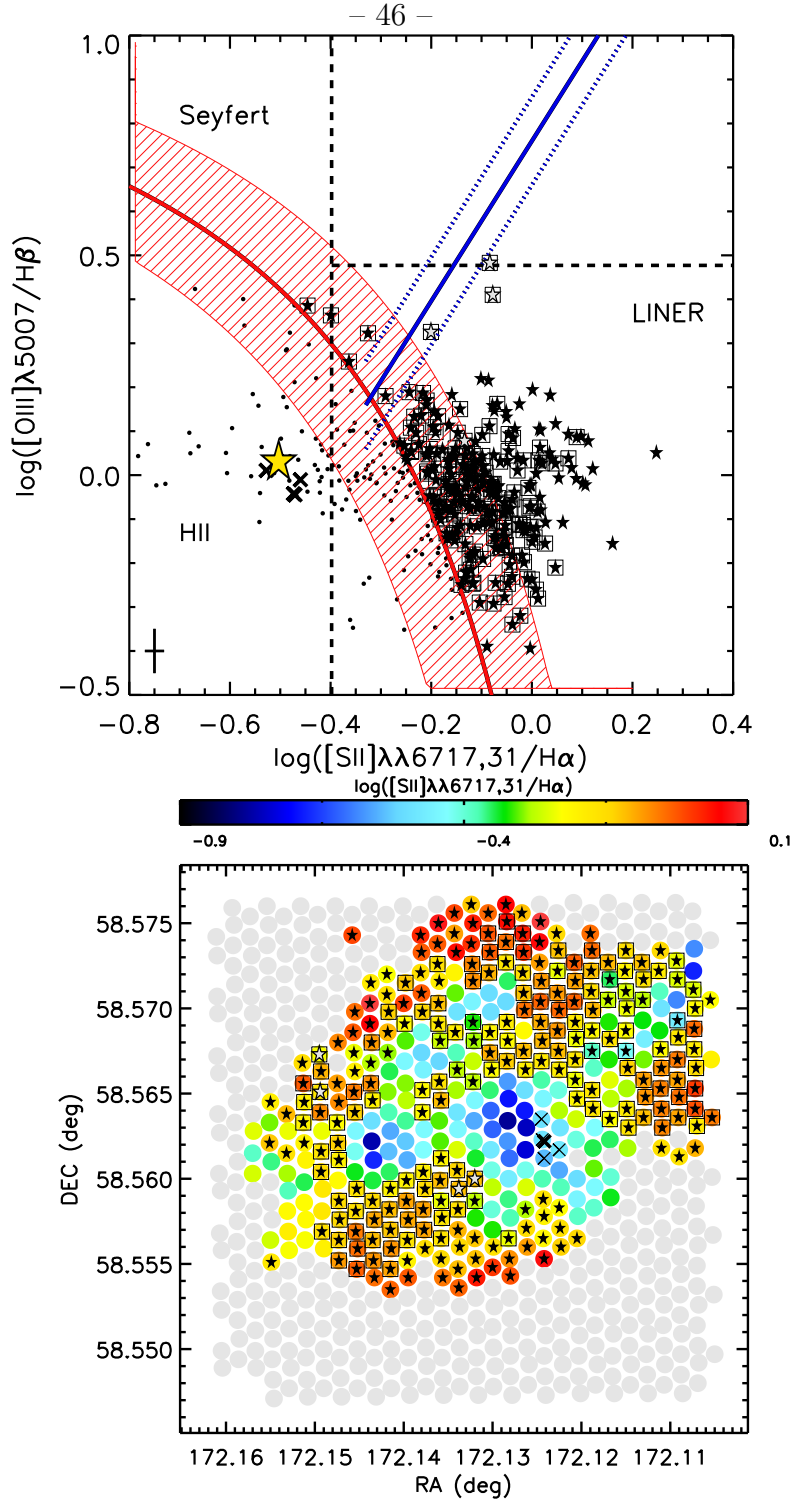 – 46 –
1.0
Seyfert
0.5
LINER
log([OIII]λ5007/Hβ)
0.0
HII
−0.5
−0.8 −0.6 −0.4 −0.2 0.0 0.2 0.4
log([SII]λλ6717,31/Hα)
log([SII]λλ6717,31/Hα)
-0.9 -0.4 0.1
58.575
58.570
58.565
58.560
58.555
58.550
DEC (deg)
172.16 172.15 172.14 172.13 172.12 172.11
RA (deg)